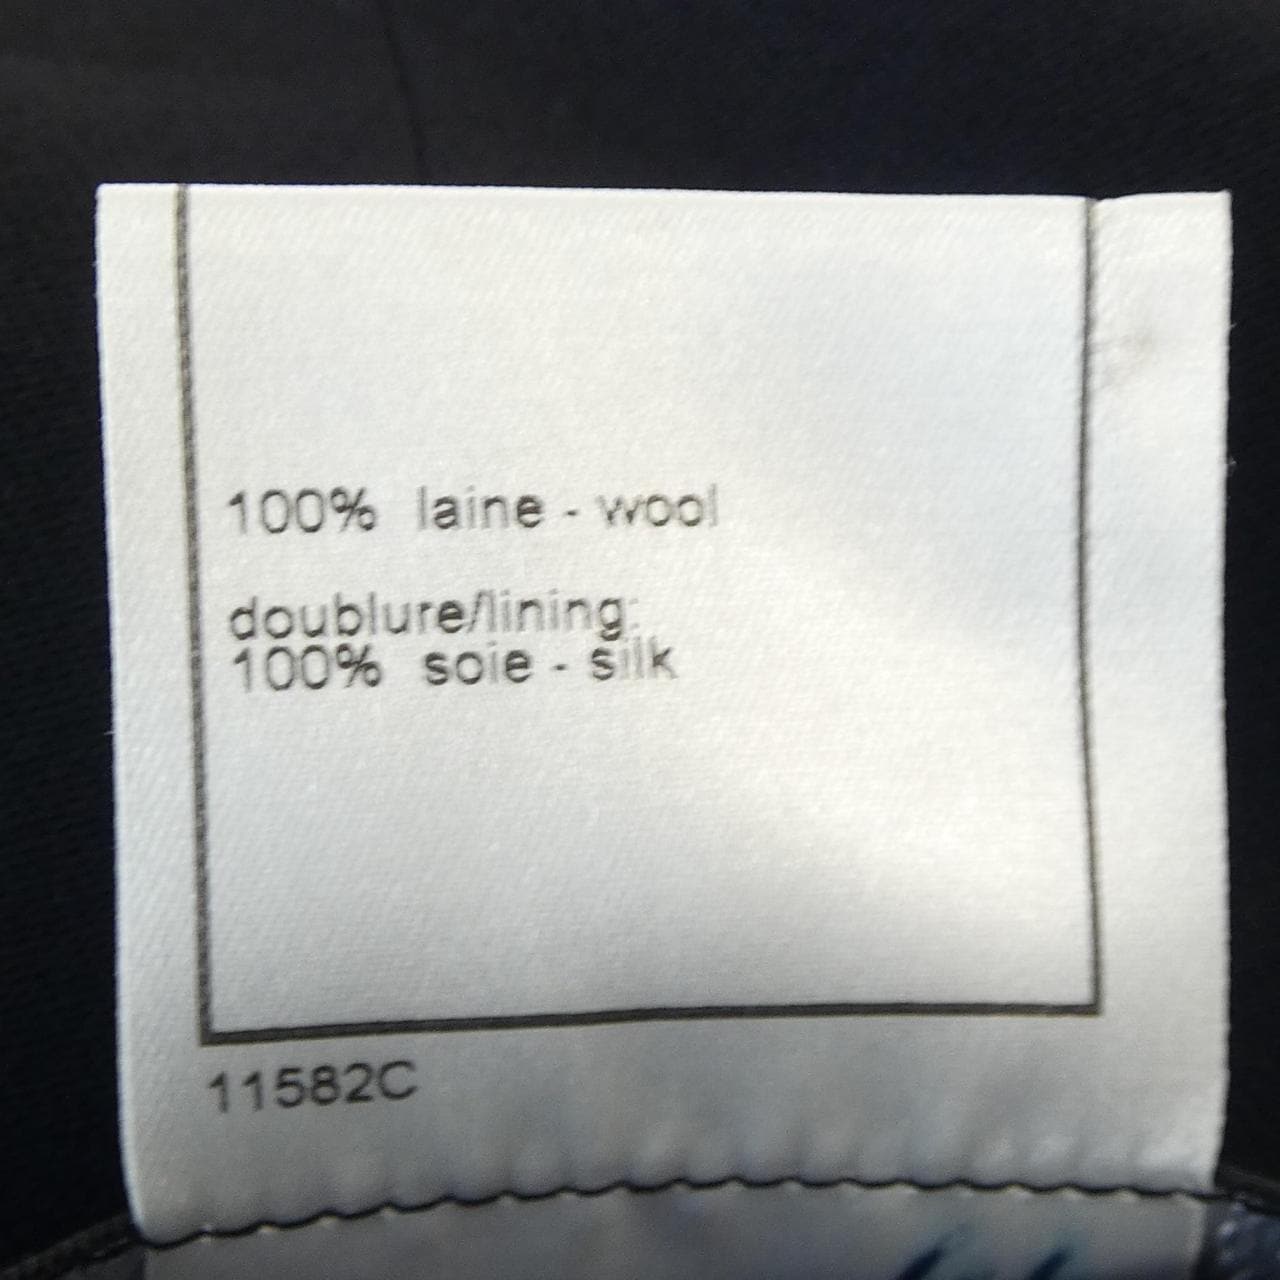 100% laine - wool
doublure/lining:
100% soie - silk
11582C